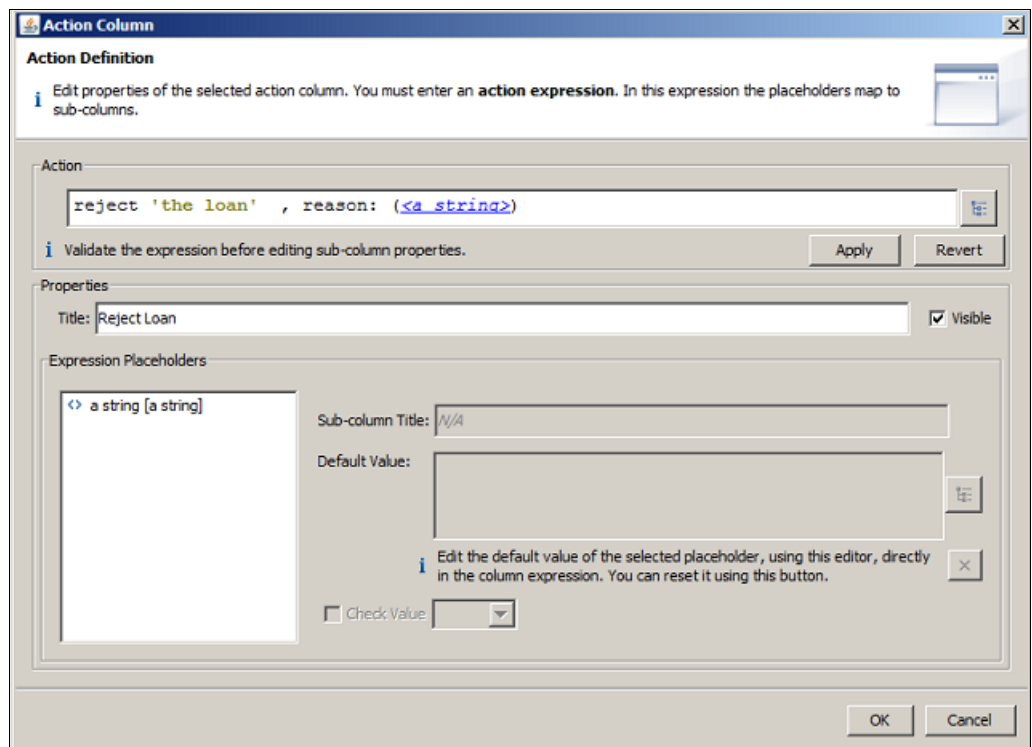 Action Column
Action Definition
Edit properties of the selected action column. You must enter an action expression. In this expression the placeholders map to
sub-columns.
Action
reject 'the loan' , reason: (<a string>)
Validate the expression before editing sub-column properties.
Apply
Revert
Properties
Title: Reject Loan
Visible
Expression Placeholders
<> a string [a string]
Sub-column Title: N/A
Default Value:
Edit the default value of the selected placeholder, using this editor, directly
in the column expression. You can reset it using this button.
Check Value
OK
Cancel